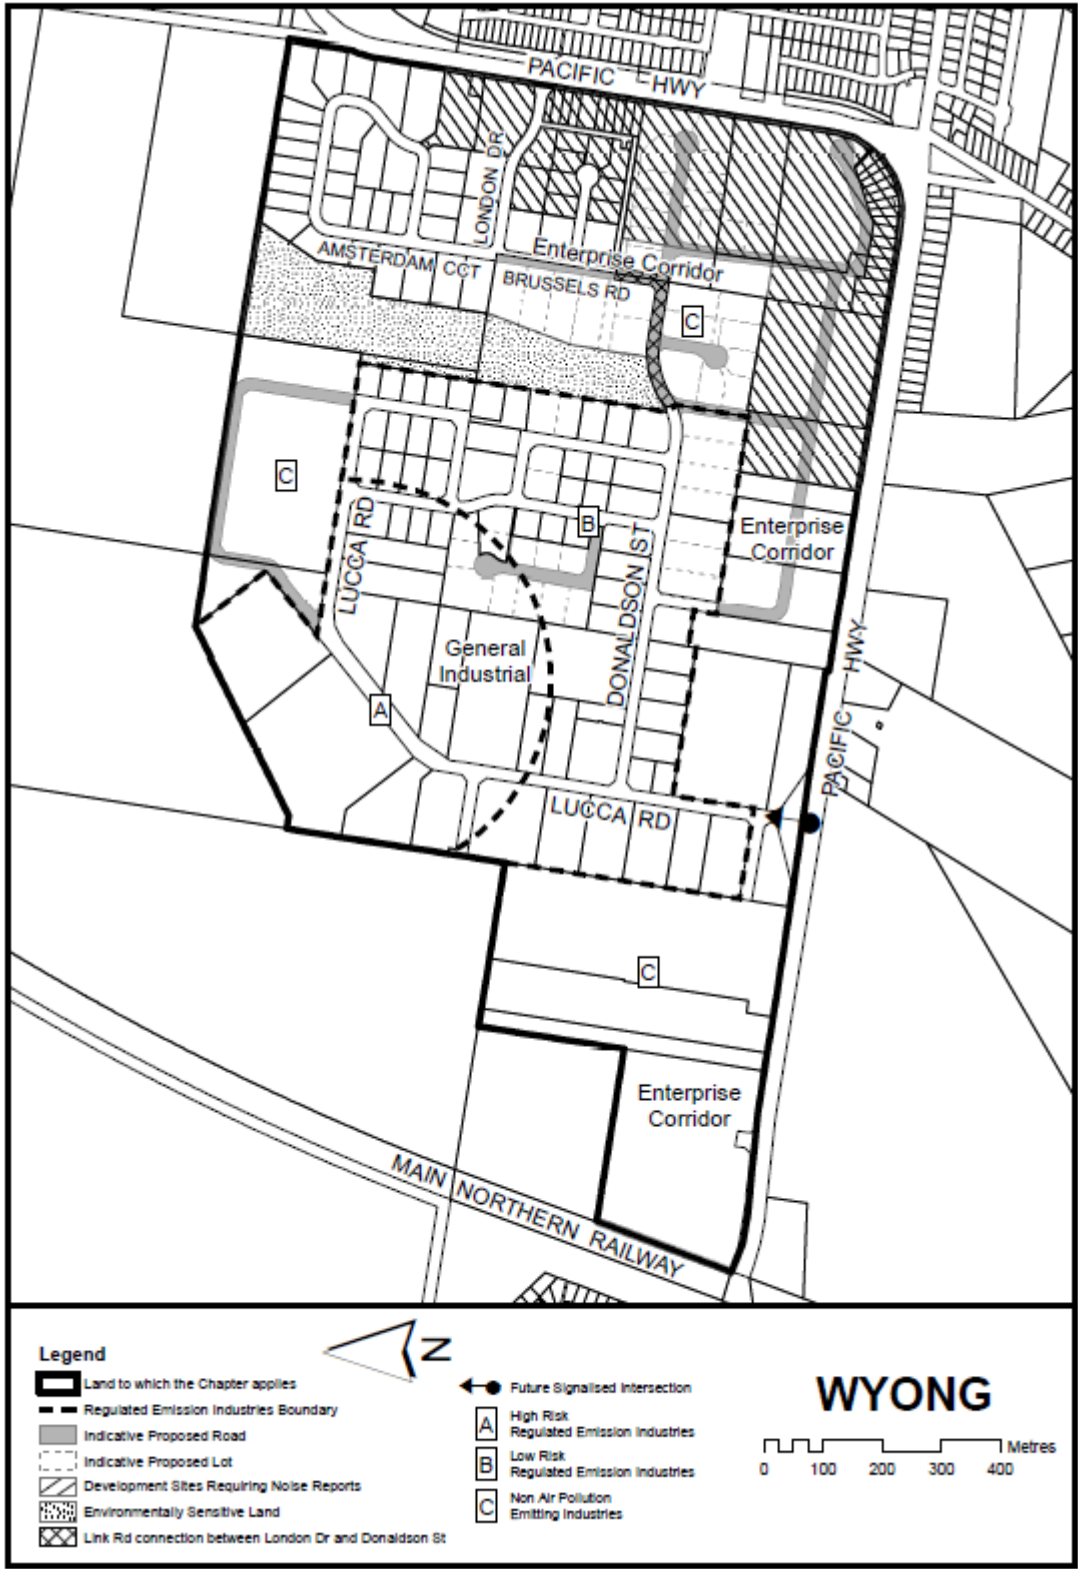 PACIFIC HWY
LONDON DR
AMSTERDAM CCT
Enterprise Corridor
BRUSSELS RD
C
C
LUCCA RD
B
Enterprise
Corridor
DONALDSON ST
General
Industrial
A
PACIFIC HWY
LUCCA RD
C
Enterprise
Corridor
MAIN NORTHERN RAILWAY
Legend
Land to which the Chapter applies
Regulated Emission Industries Boundary
Indicative Proposed Road
Indicative Proposed Lot
Development Sites Requiring Noise Reports
Environmentally Sensitive Land
Link Rd connection between London Dr and Donaldson St
N
Future Signalised Intersection
A
High Risk
Regulated Emission Industries
B
Low Risk
Regulated Emission Industries
C
Non Air Pollution
Emitting Industries
WYONG
Metres
0 100 200 300 400